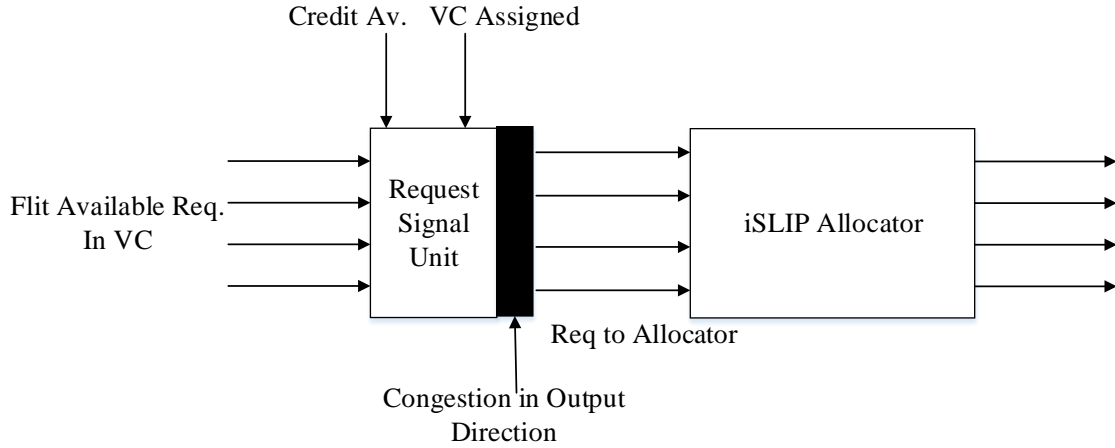 Credit Av. VC Assigned
Flit Available Req.
In VC
Request
Signal
Unit
iSLIP Allocator
Req to Allocator
Congestion in Output
Direction